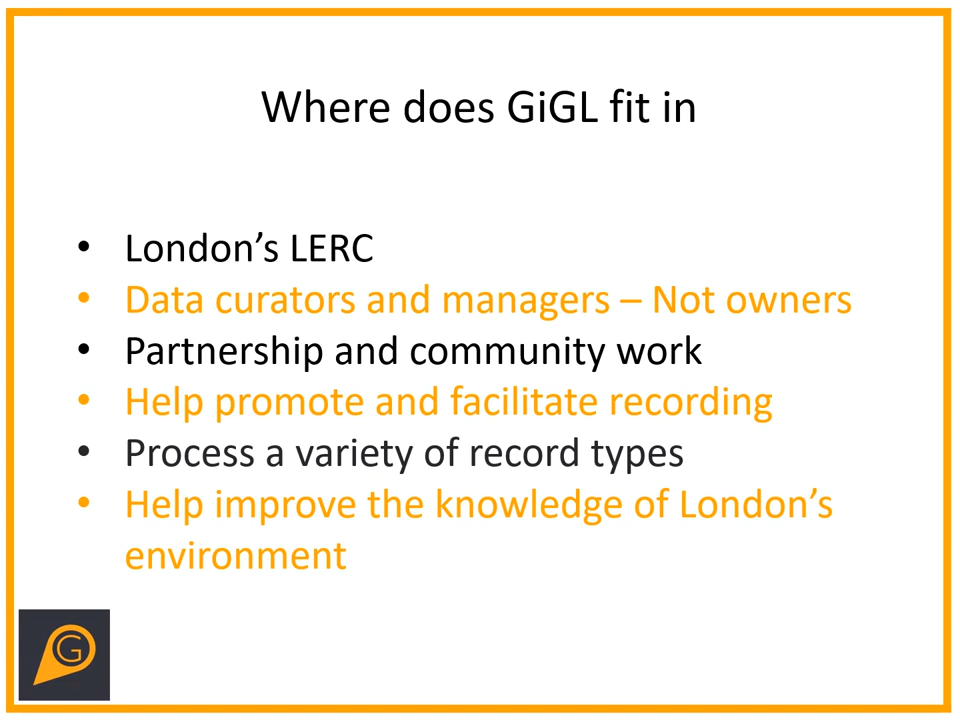 Where does GiGL fit in
• London’s LERC
• Data curators and managers – Not owners
• Partnership and community work
• Help promote and facilitate recording
• Process a variety of record types
• Help improve the knowledge of London’s
environment
G